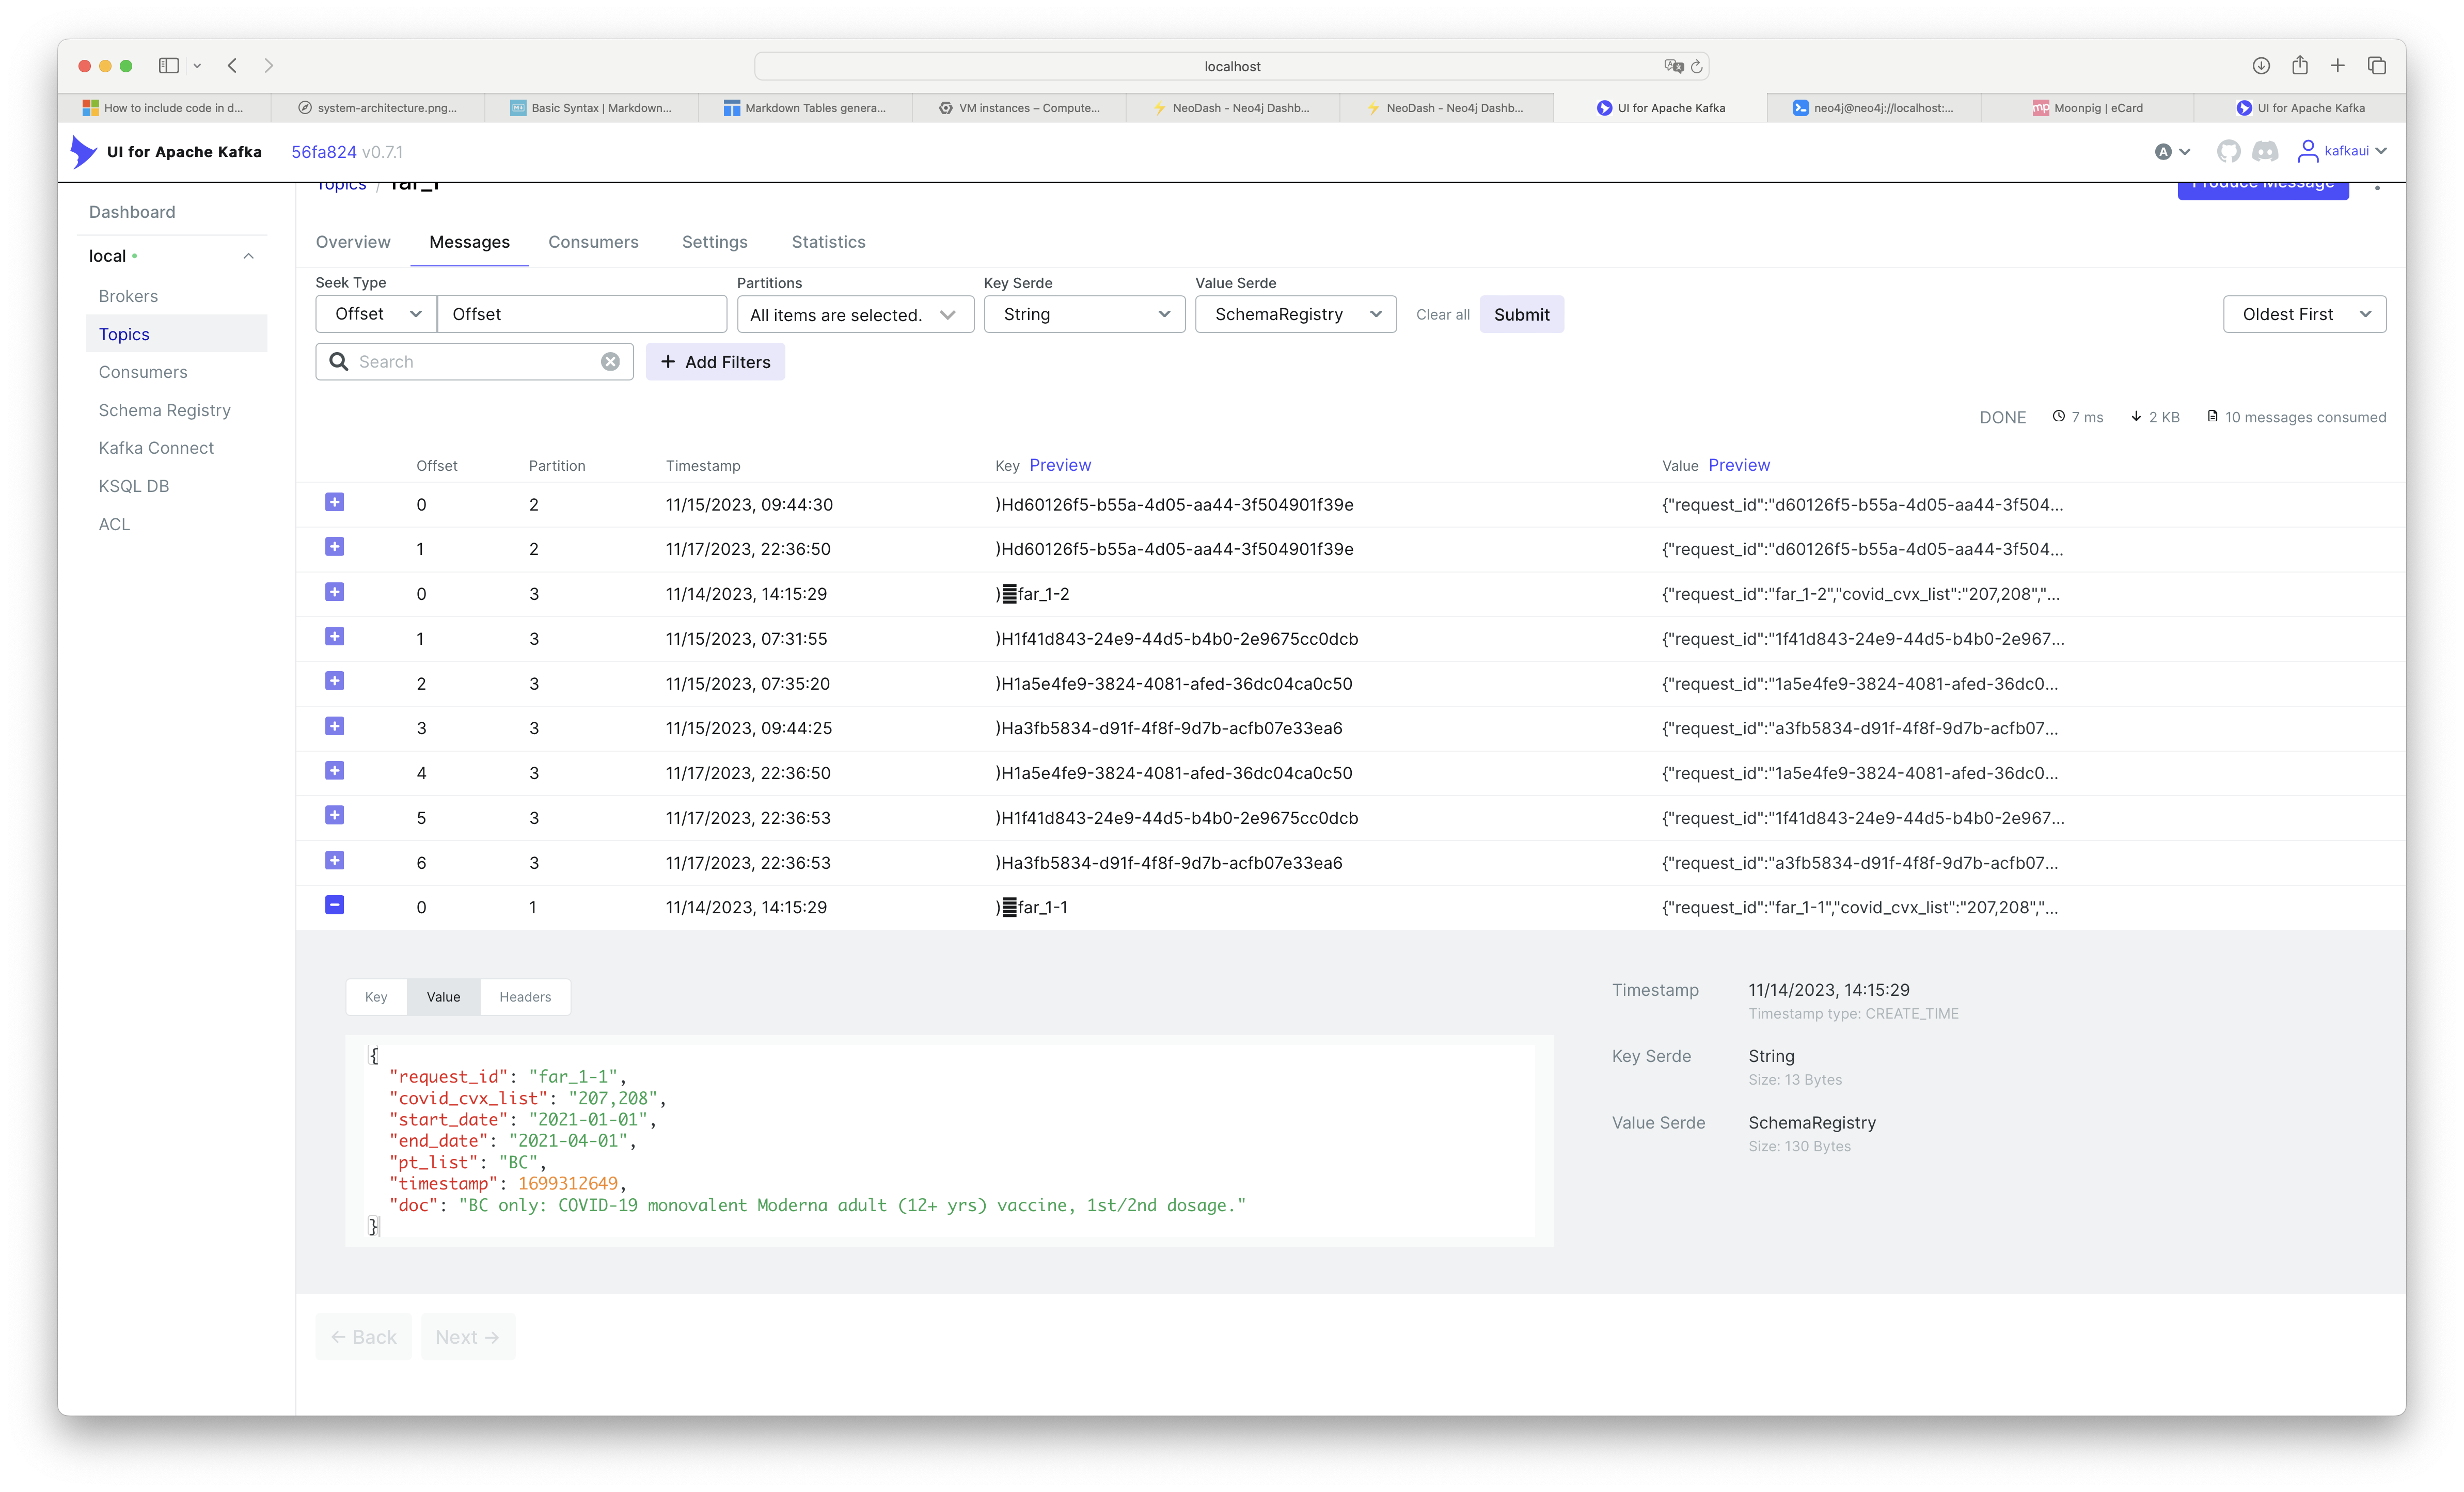 localhost
How to include code in d...
system-architecture.png...
Basic Syntax | Markdown...
Markdown Tables genera...
VM instances – Compute...
NeoDash - Neo4j Dashb...
NeoDash - Neo4j Dashb...
UI for Apache Kafka
neo4j@neo4j://localhost:...
Moonpig | eCard
UI for Apache Kafka
UI for Apache Kafka 56fa824 v0.7.1
A
kafkaui
Topics / far_1
Produce Message
Dashboard
local
Brokers
Topics
Consumers
Schema Registry
Kafka Connect
KSQL DB
ACL
Overview Messages Consumers Settings Statistics
Seek Type Partitions Key Serde Value Serde
Offset Offset All items are selected. String SchemaRegistry Clear all Submit Oldest First
Search + Add Filters
DONE 7 ms 2 KB 10 messages consumed
Offset Partition Timestamp Key Preview Value Preview
0 2 11/15/2023, 09:44:30 )Hd60126f5-b55a-4d05-aa44-3f504901f39e {"request_id":"d60126f5-b55a-4d05-aa44-3f504...
1 2 11/17/2023, 22:36:50 )Hd60126f5-b55a-4d05-aa44-3f504901f39e {"request_id":"d60126f5-b55a-4d05-aa44-3f504...
0 3 11/14/2023, 14:15:29 )far_1-2 {"request_id":"far_1-2","covid_cvx_list":"207,208","...
1 3 11/15/2023, 07:31:55 )H1f41d843-24e9-44d5-b4b0-2e9675cc0dcb {"request_id":"1f41d843-24e9-44d5-b4b0-2e967...
2 3 11/15/2023, 07:35:20 )H1a5e4fe9-3824-4081-afed-36dc04ca0c50 {"request_id":"1a5e4fe9-3824-4081-afed-36dc0...
3 3 11/15/2023, 09:44:25 )Ha3fb5834-d91f-4f8f-9d7b-acfb07e33ea6 {"request_id":"a3fb5834-d91f-4f8f-9d7b-acfb07...
4 3 11/17/2023, 22:36:50 )H1a5e4fe9-3824-4081-afed-36dc04ca0c50 {"request_id":"1a5e4fe9-3824-4081-afed-36dc0...
5 3 11/17/2023, 22:36:53 )H1f41d843-24e9-44d5-b4b0-2e9675cc0dcb {"request_id":"1f41d843-24e9-44d5-b4b0-2e967...
6 3 11/17/2023, 22:36:53 )Ha3fb5834-d91f-4f8f-9d7b-acfb07e33ea6 {"request_id":"a3fb5834-d91f-4f8f-9d7b-acfb07...
0 1 11/14/2023, 14:15:29 )far_1-1 {"request_id":"far_1-1","covid_cvx_list":"207,208","...
Key Value Headers
{
"request_id": "far_1-1",
"covid_cvx_list": "207,208",
"start_date": "2021-01-01",
"end_date": "2021-04-01",
"pt_list": "BC",
"timestamp": 1699312649,
"doc": "BC only: COVID-19 monovalent Moderna adult (12+ yrs) vaccine, 1st/2nd dosage."
}
Timestamp 11/14/2023, 14:15:29
Timestamp type: CREATE_TIME
Key Serde String
Size: 13 Bytes
Value Serde SchemaRegistry
Size: 130 Bytes
← Back Next →